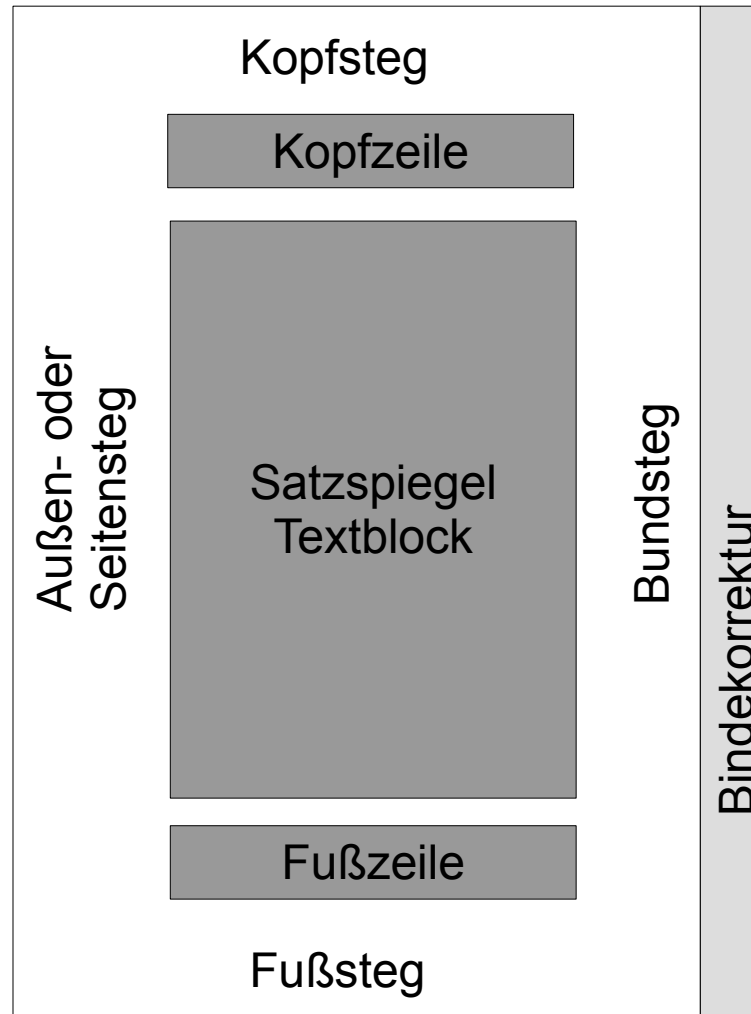 Kopfsteg
Kopfzeile
Außen- oder
Seitensteg
Satzspiegel
Textblock
Bundsteg
Bindekorrektur
Fußzeile
Fußsteg